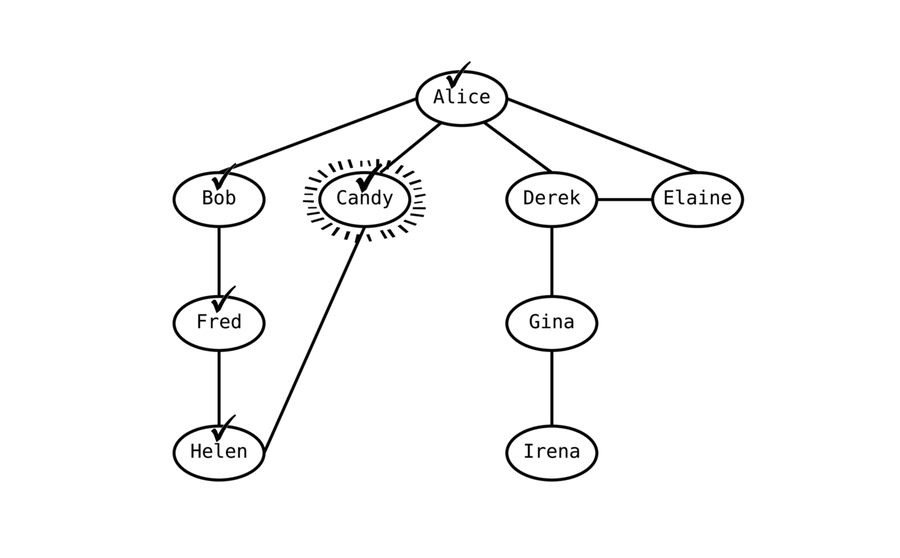 Alice
Bob Candy Derek Elaine
Fred Gina
Helen Irena